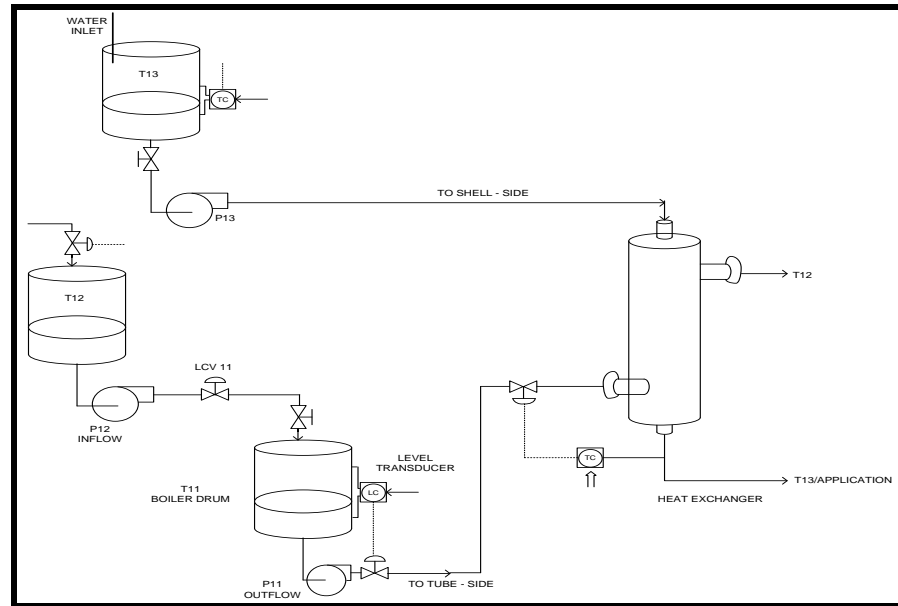 WATER
INLET
T13
TC
TO SHELL - SIDE
P13
T12
T12
LCV 11
P12
INFLOW
LEVEL
TRANSDUCER
T11
BOILER DRUM
LC
TC
HEAT EXCHANGER
T13/APPLICATION
P11
OUTFLOW
TO TUBE - SIDE